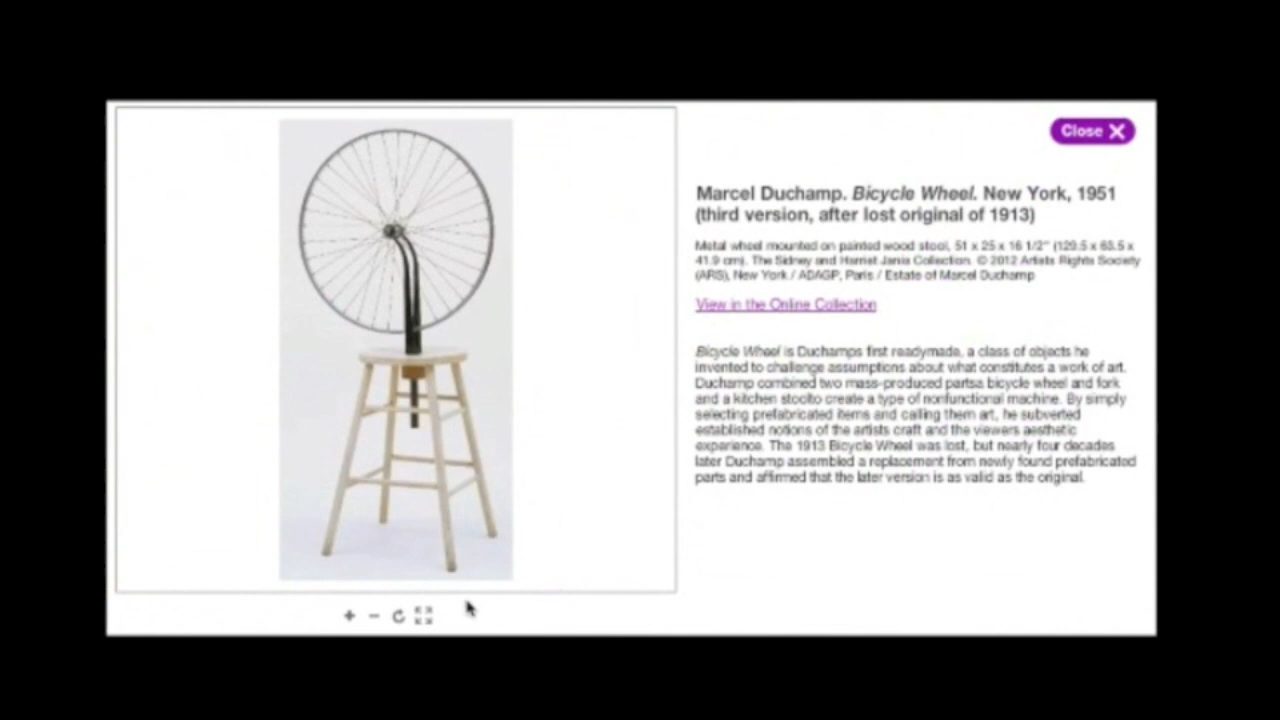 Close X
Marcel Duchamp. Bicycle Wheel. New York, 1951
(third version, after lost original of 1913)
Metal wheel mounted on painted wood stool, 51 x 25 x 16 1/2" (129.5 x 63.5 x
41.9 cm). The Sidney and Harriet Janis Collection. © 2012 Artists Rights Society
(ARS), New York / ADAGP, Paris / Estate of Marcel Duchamp
View in the Online Collection
Bicycle Wheel is Duchamps first readymade, a class of objects he
invented to challenge assumptions about what constitutes a work of art.
Duchamp combined two mass-produced partsa bicycle wheel and fork
and a kitchen stoolto create a type of nonfunctional machine. By simply
selecting prefabricated items and calling them art, he subverted
established notions of the artists craft and the viewers aesthetic
experience. The 1913 Bicycle Wheel was lost, but nearly four decades
later Duchamp assembled a replacement from newly found prefabricated
parts and affirmed that the later version is as valid as the original.